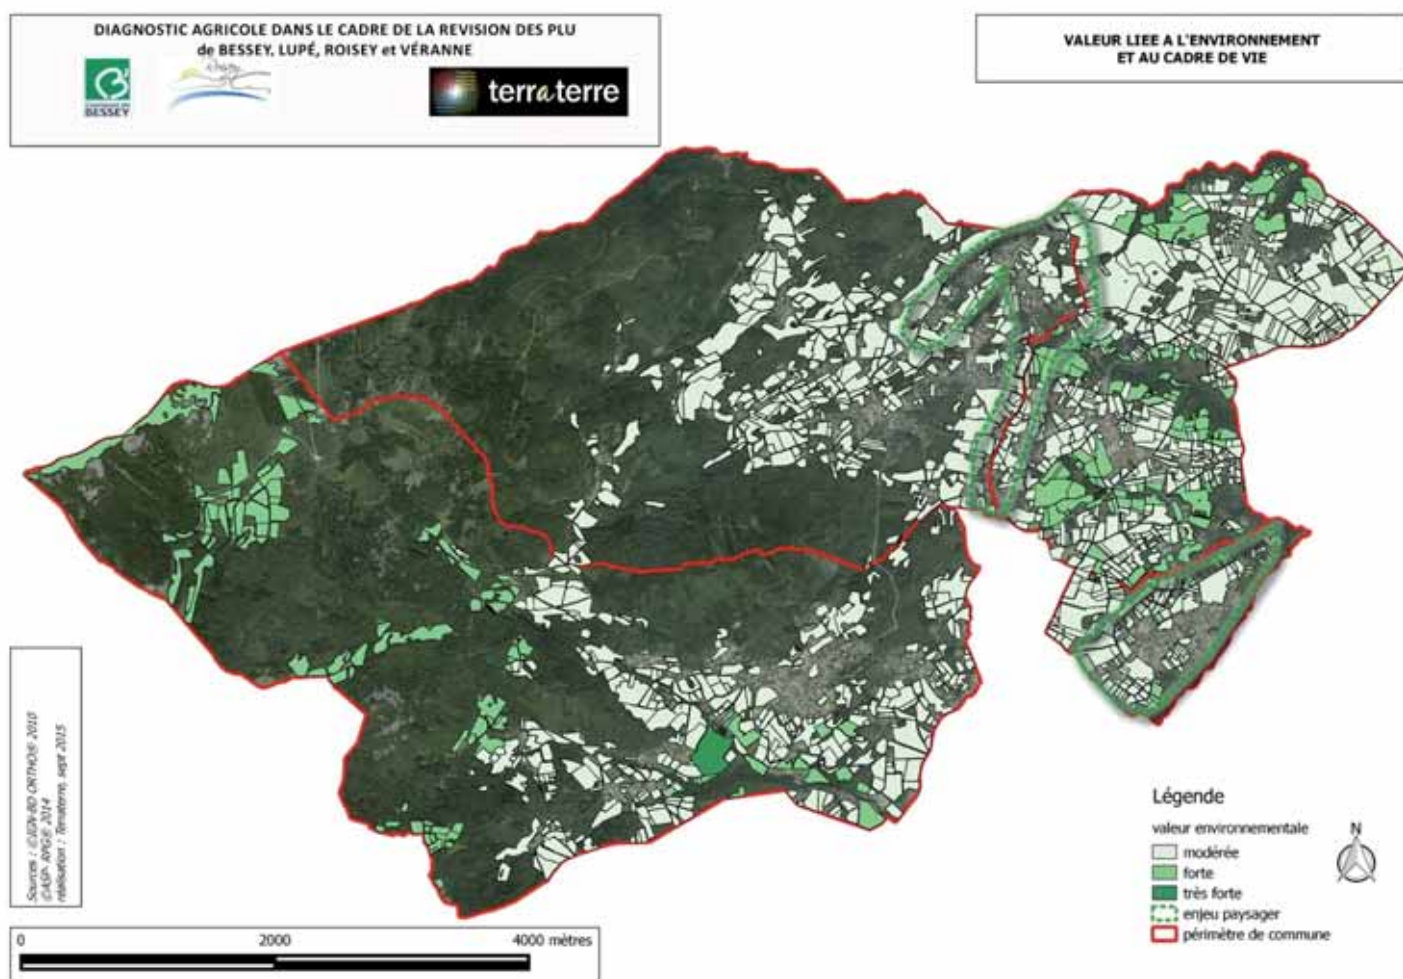 DIAGNOSTIC AGRICOLE DANS LE CADRE DE LA REVISION DES PLU
de BESSEY, LUPÉ, ROISEY et VÉRANNE
BESSEY
terraterre
VALEUR LIEE A L'ENVIRONNEMENT
ET AU CADRE DE VIE
Sources : ©IGN-BD ORTHO® 2010
©ASP- RPG® 2014
réalisation : Terraterre, sept 2015
Légende
valeur environnementale
modérée
forte
très forte
enjeu paysager
périmètre de commune
N
0 2000 4000 mètres